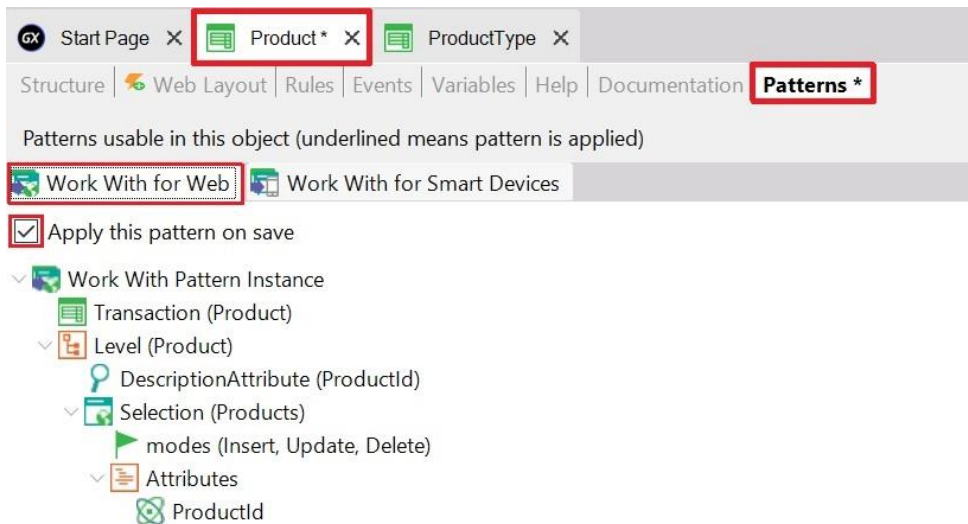 GX Start Page Product * ProductType
Structure Web Layout Rules Events Variables Help Documentation Patterns *
Patterns usable in this object (underlined means pattern is applied)
Work With for Web Work With for Smart Devices
Apply this pattern on save
Work With Pattern Instance
Transaction (Product)
Level (Product)
DescriptionAttribute (ProductId)
Selection (Products)
modes (Insert, Update, Delete)
Attributes
ProductId